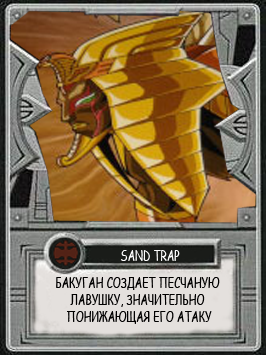 SAND TRAP
БАКУГАН СОЗДАЕТ ПЕСЧАНУЮ
ЛАВУШКУ, ЗНАЧИТЕЛЬНО
ПОНИЖАЮЩАЯ ЕГО АТАКУ